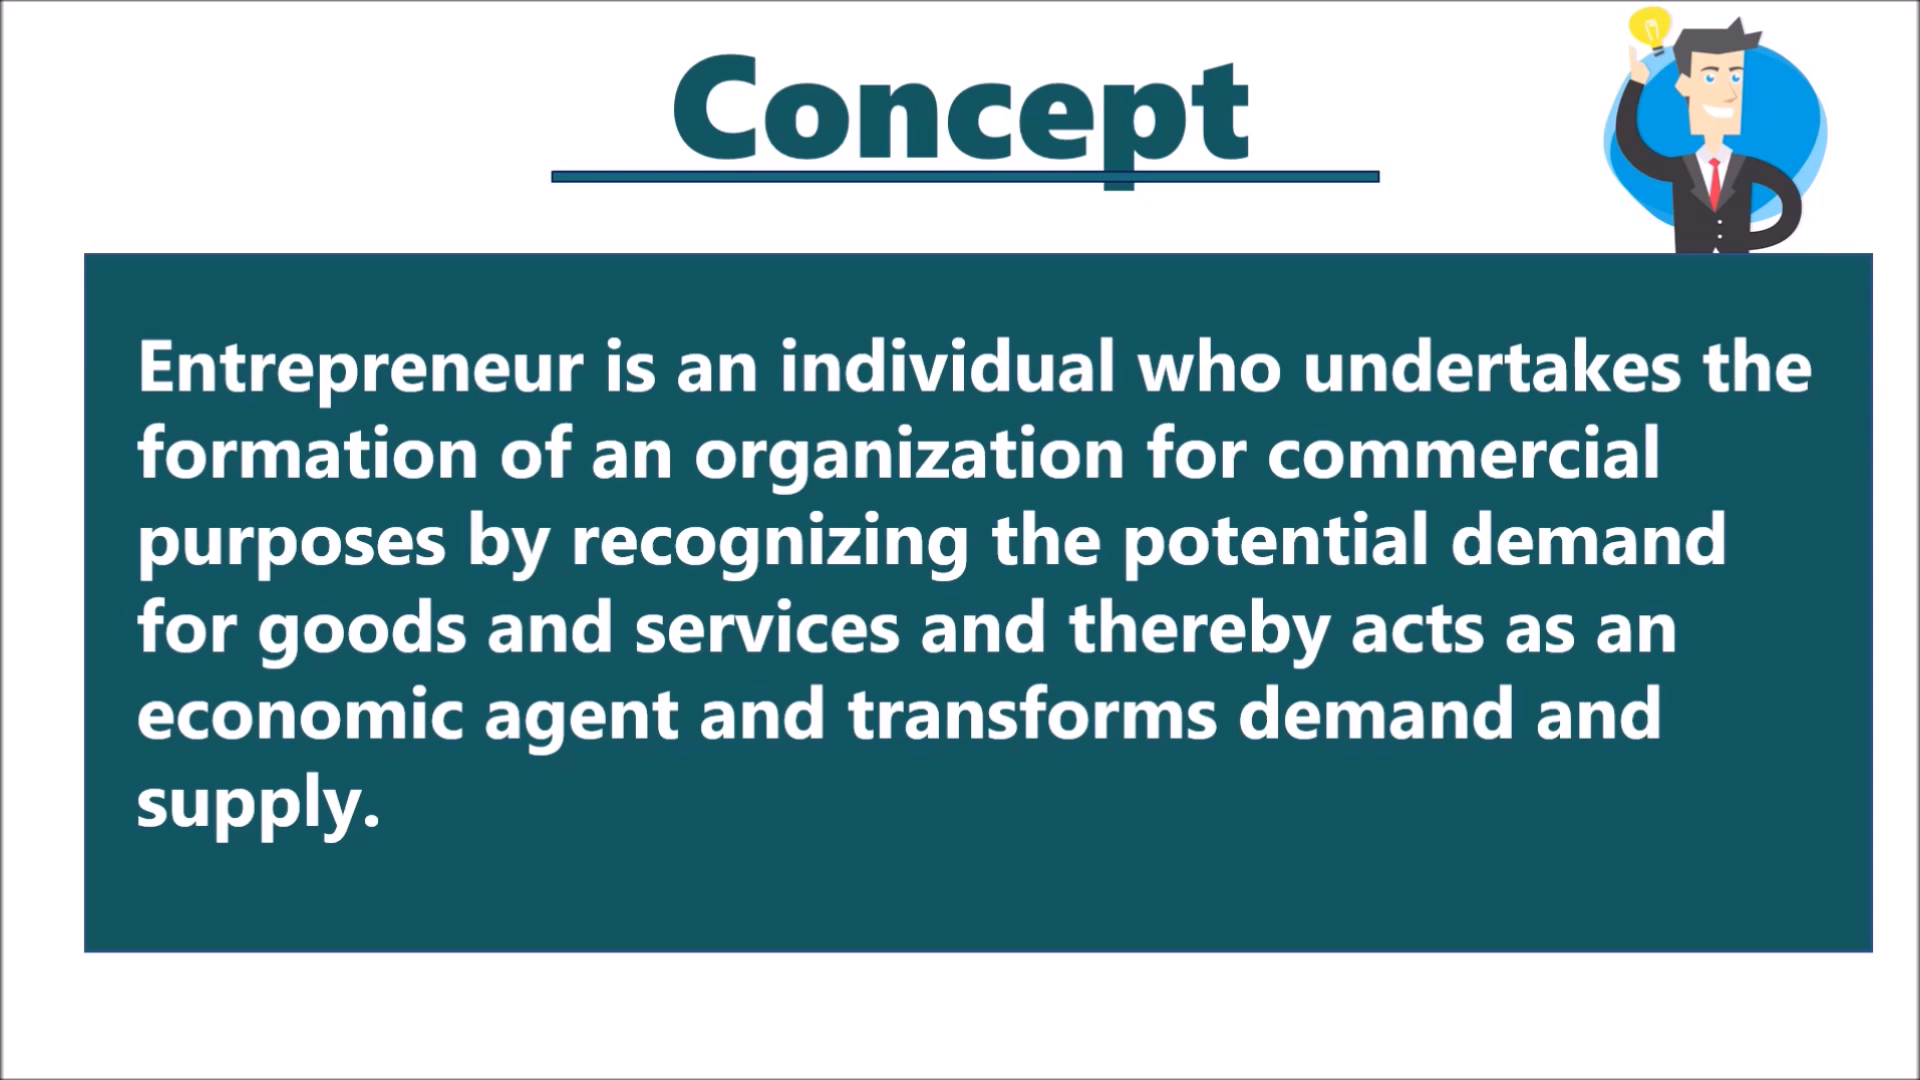 Concept
Entrepreneur is an individual who undertakes the
formation of an organization for commercial
purposes by recognizing the potential demand
for goods and services and thereby acts as an
economic agent and transforms demand and
supply.